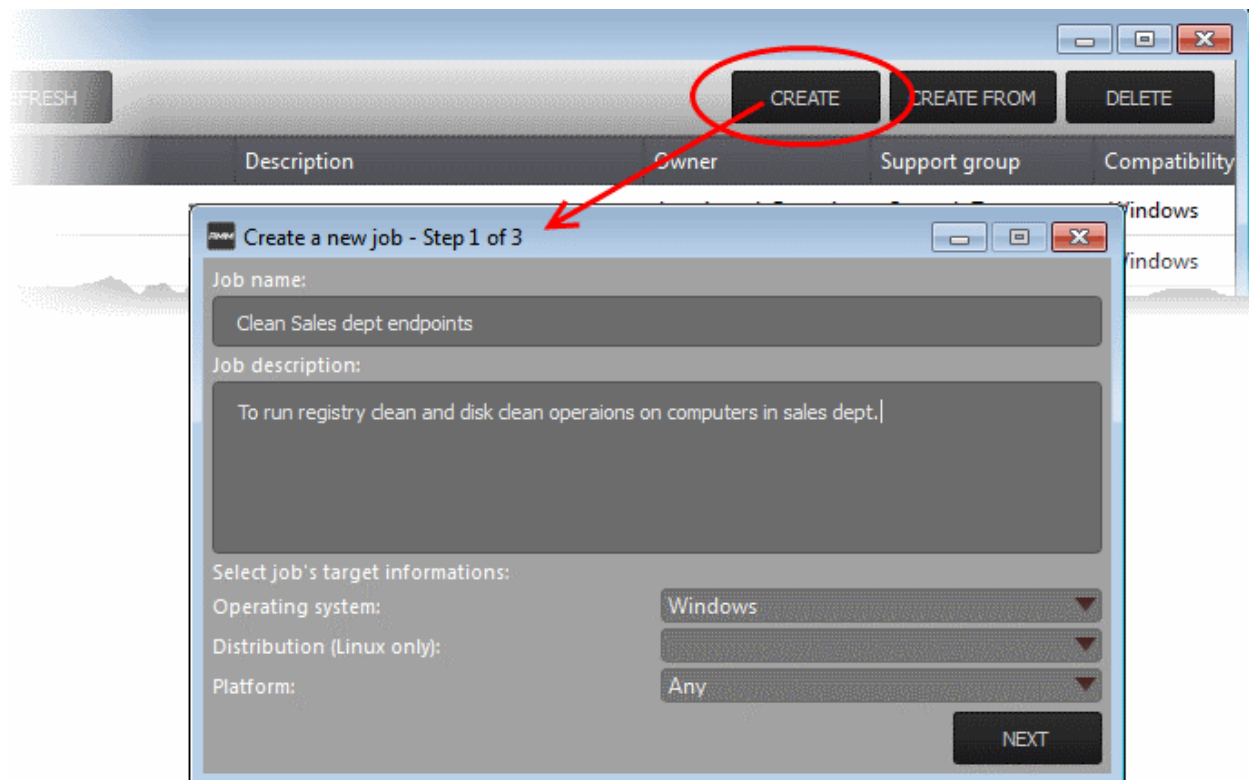 CREATE CREATE FROM DELETE
Description Owner Support group Compatibility
Windows
RMM Create a new job - Step 1 of 3
Windows
Job name:
Clean Sales dept endpoints
Job description:
To run registry clean and disk clean operaions on computers in sales dept.
Select job's target informations:
Operating system: Windows
Distribution (Linux only):
Platform: Any
NEXT